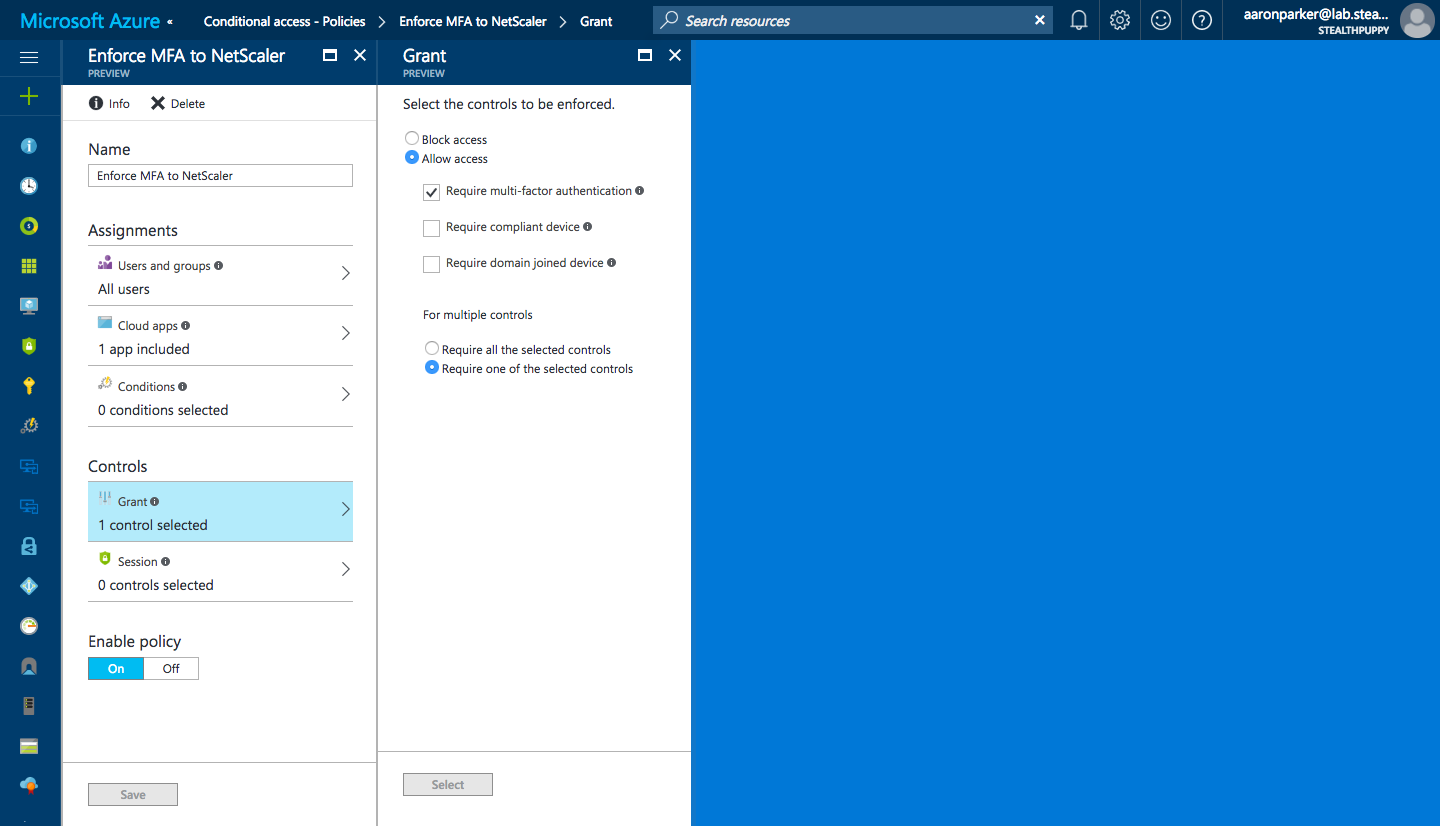 Microsoft Azure «
Conditional access - Policies > Enforce MFA to NetScaler > Grant
Search resources
aaronparker@lab.stea...
STEALTHPUPPY
Enforce MFA to NetScaler
PREVIEW
Info
Delete
Name
Enforce MFA to NetScaler
Assignments
Users and groups
All users
Cloud apps
1 app included
Conditions
0 conditions selected
Controls
Grant
1 control selected
Session
0 controls selected
Enable policy
On
Off
Save
Grant
PREVIEW
Select the controls to be enforced.
Block access
Allow access
Require multi-factor authentication
Require compliant device
Require domain joined device
For multiple controls
Require all the selected controls
Require one of the selected controls
Select